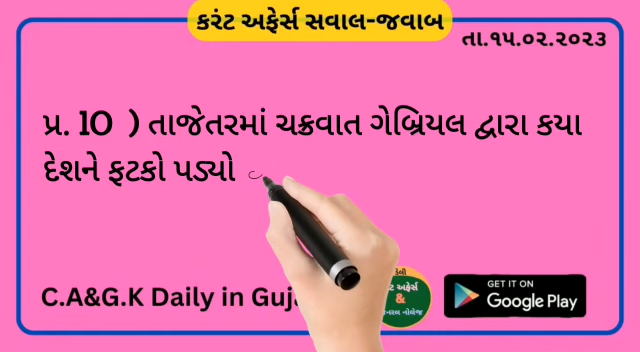 કરંટ અફેર્સ સવાલ-જવાબ
તા.૧૫.૦૨.૨૦૨૩
પ્ર. 10 ) તાજેતરમાં ચક્રવાત ગેબ્રિયલ દ્વારા કયા
દેશને ફટકો પડ્યો
C.A&G.K Daily in
અફેર્સ
&
નોલેજ
GET IT ON
Google Play